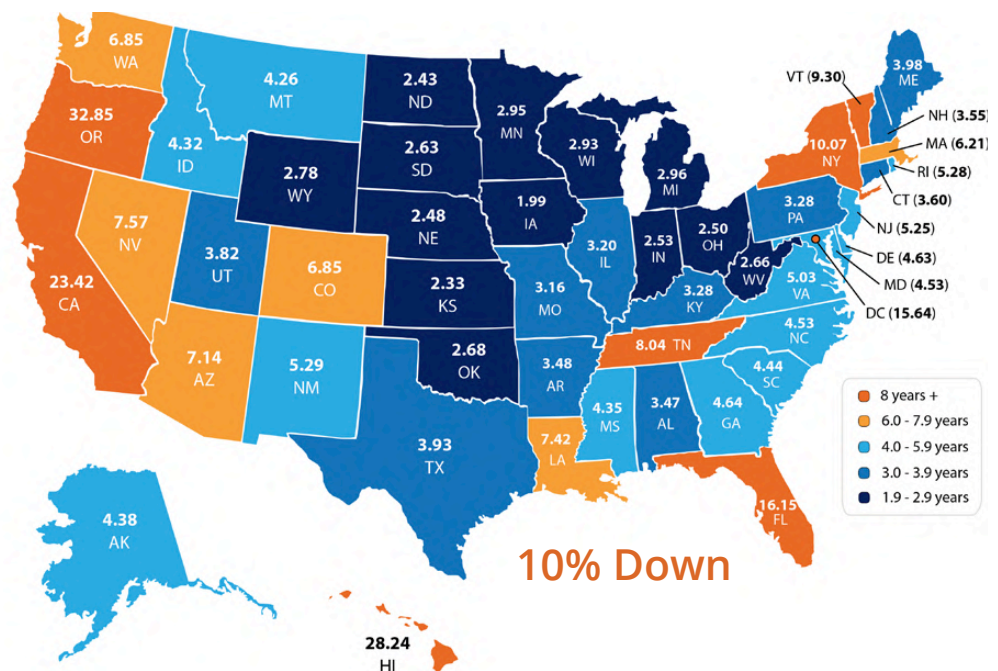 6.85
WA
32.85
OR
23.42
CA
7.57
NV
4.32
ID
4.26
MT
2.78
WY
3.82
UT
6.85
CO
7.14
AZ
5.29
NM
2.43
ND
2.63
SD
2.48
NE
2.33
KS
2.68
OK
3.93
TX
2.95
MN
1.99
IA
3.16
MO
3.48
AR
7.42
LA
2.93
WI
3.20
IL
2.96
MI
2.53
IN
2.50
OH
3.28
KY
8.04 TN
4.35
MS
3.47
AL
4.64
GA
16.15
FL
4.44
SC
4.53
NC
5.03
VA
2.66
WV
3.28
PA
10.07
NY
3.98
ME
VT (9.30)
NH (3.55)
MA (6.21)
RI (5.28)
CT (3.60)
NJ (5.25)
DE (4.63)
MD (4.53)
DC (15.64)
8 years +
6.0 - 7.9 years
4.0 - 5.9 years
3.0 - 3.9 years
1.9 - 2.9 years
4.38
AK
28.24
HI
10% Down